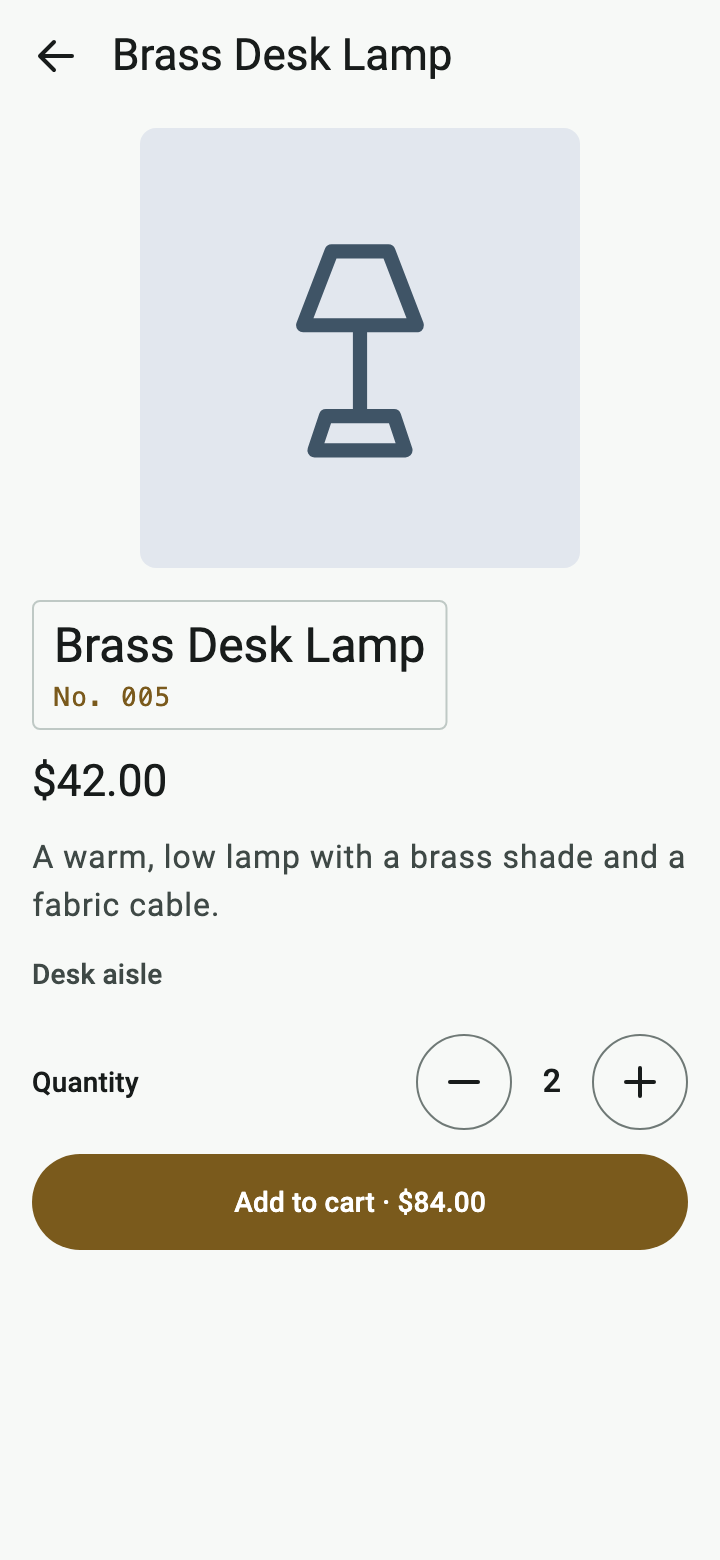 Brass Desk Lamp
Brass Desk Lamp
No. 005
$42.00
A warm, low lamp with a brass shade and a
fabric cable.
Desk aisle
Quantity
2
Add to cart · $84.00